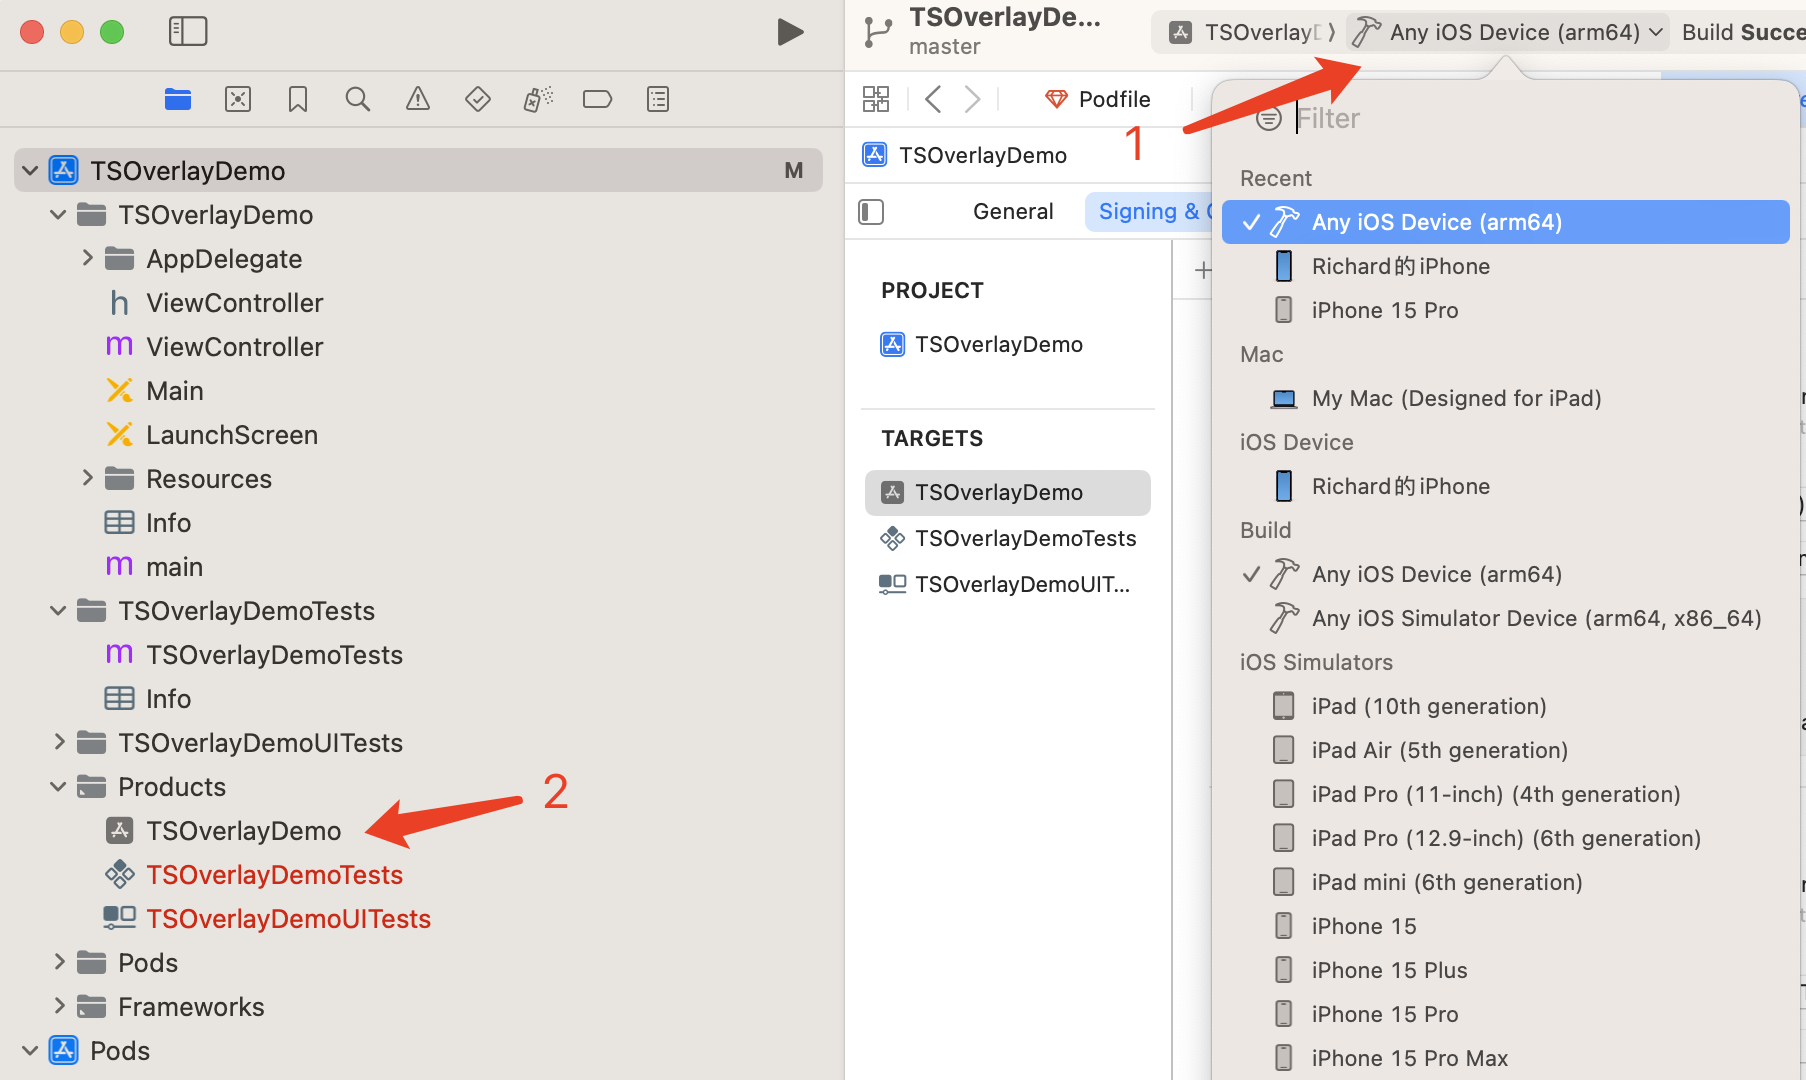 TSOverlayDe...
master
TSOverlay
Any iOS Device (arm64)
Build Succe
Podfile
1
TSOverlayDemo
General
Signing &
TSOverlayDemo
M
TSOverlayDemo
AppDelegate
h ViewController
m ViewController
Main
LaunchScreen
Resources
Info
m main
TSOverlayDemoTests
m TSOverlayDemoTests
Info
TSOverlayDemoUITests
Products
2
TSOverlayDemo
TSOverlayDemoTests
TSOverlayDemoUITests
Pods
Frameworks
Pods
PROJECT
TSOverlayDemo
TARGETS
TSOverlayDemo
TSOverlayDemoTests
TSOverlayDemoUIT...
Filter
Recent
Any iOS Device (arm64)
Richard的iPhone
iPhone 15 Pro
Mac
My Mac (Designed for iPad)
iOS Device
Richard的iPhone
Build
Any iOS Device (arm64)
Any iOS Simulator Device (arm64, x86_64)
iOS Simulators
iPad (10th generation)
iPad Air (5th generation)
iPad Pro (11-inch) (4th generation)
iPad Pro (12.9-inch) (6th generation)
iPad mini (6th generation)
iPhone 15
iPhone 15 Plus
iPhone 15 Pro
iPhone 15 Pro Max